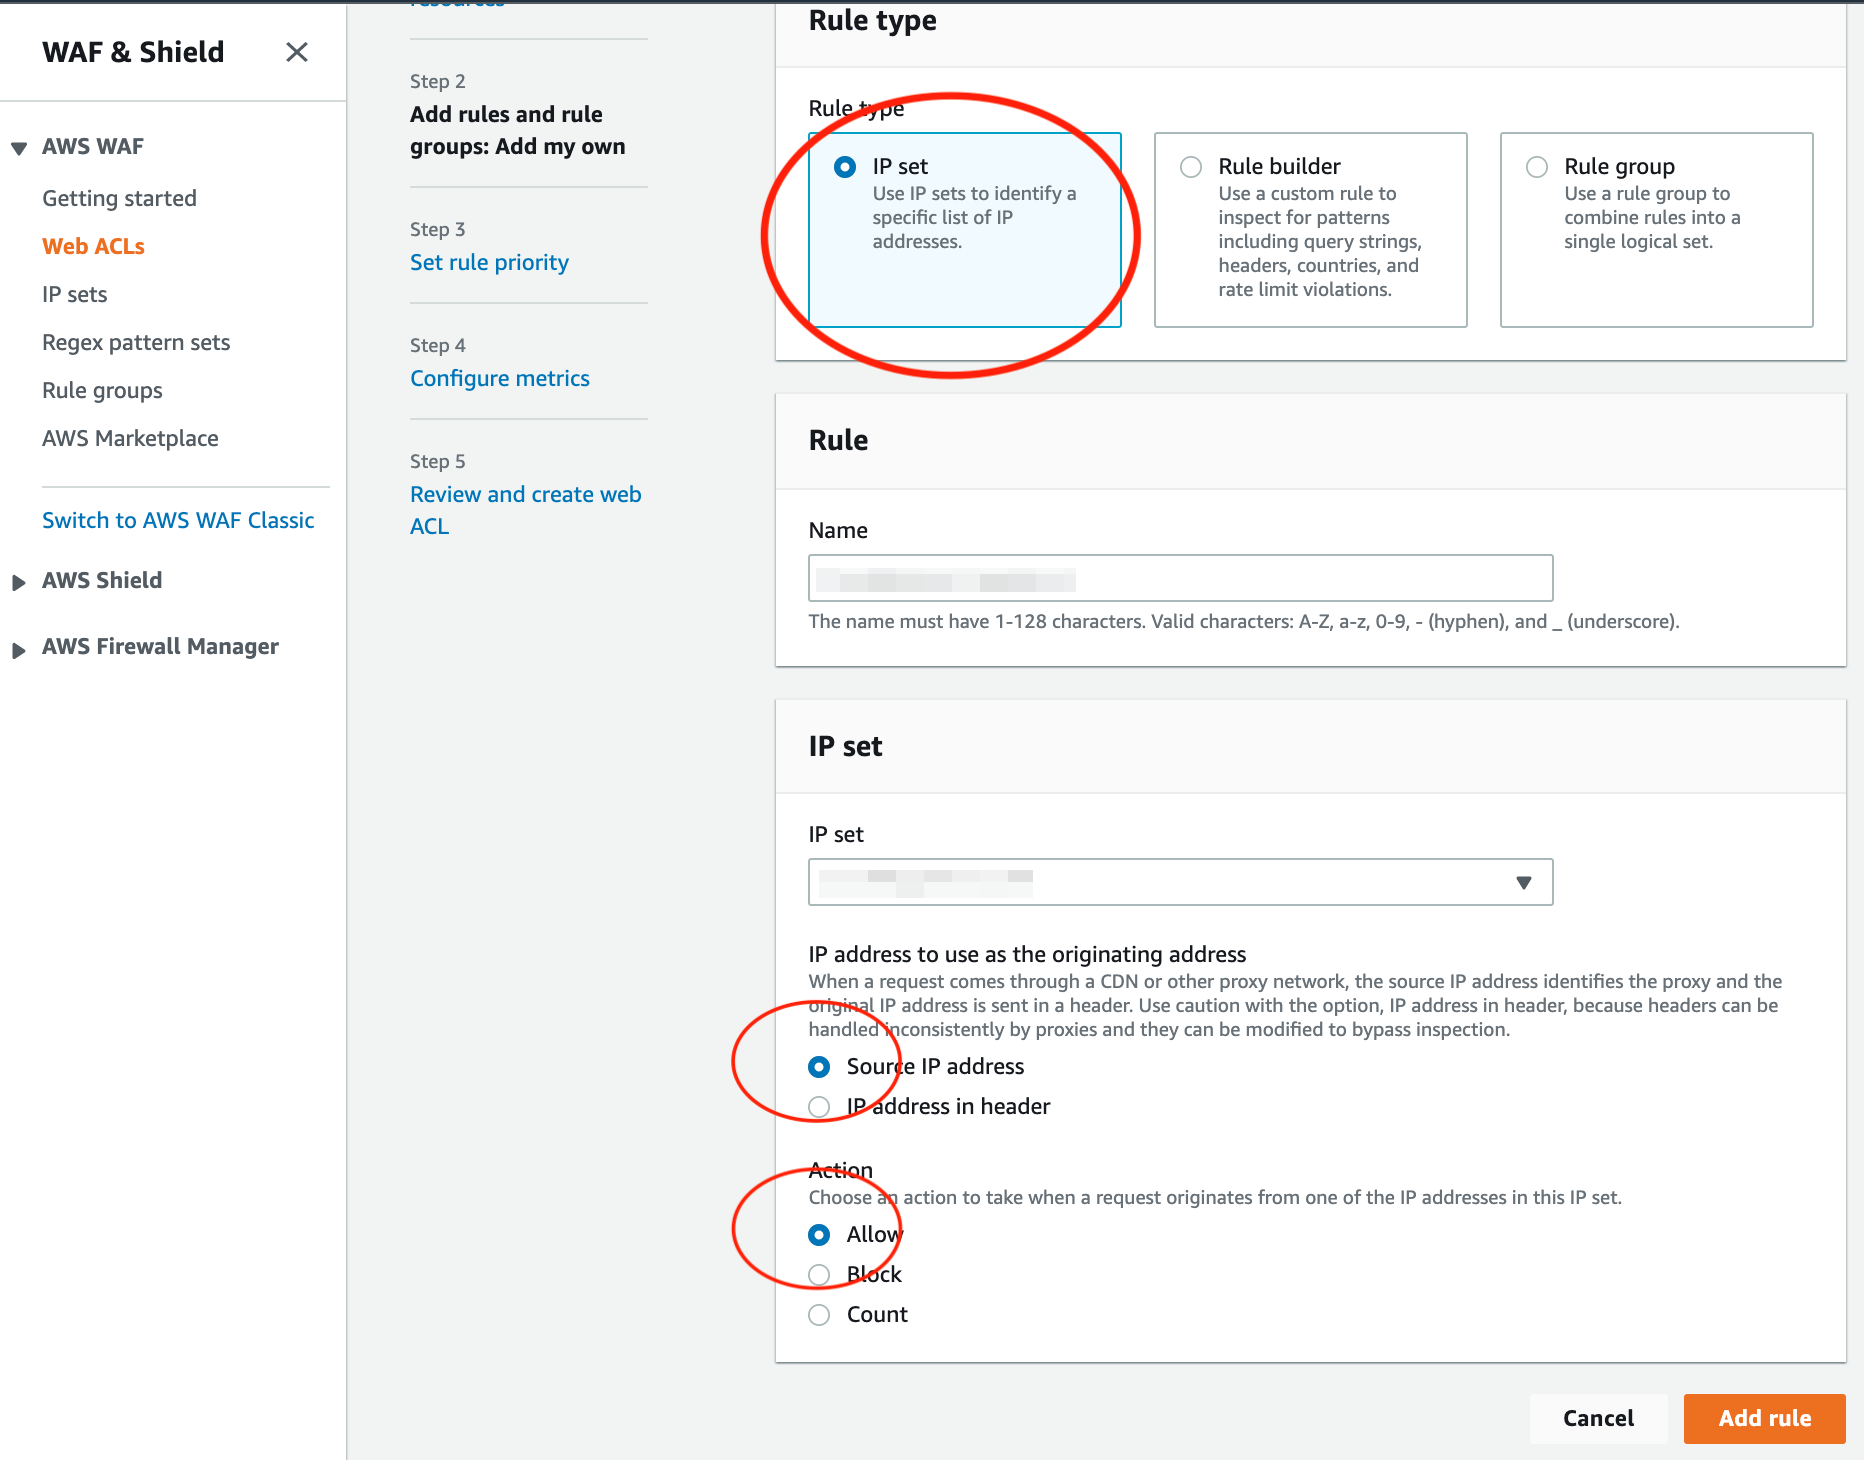 WAF & Shield
AWS WAF
Getting started
Web ACLs
IP sets
Regex pattern sets
Rule groups
AWS Marketplace
Switch to AWS WAF Classic
AWS Shield
AWS Firewall Manager
resources
Step 2
Add rules and rule
groups: Add my own
Step 3
Set rule priority
Step 4
Configure metrics
Step 5
Review and create web
ACL
Rule type
Rule type
IP set
Use IP sets to identify a
specific list of IP
addresses.
Rule builder
Use a custom rule to
inspect for patterns
including query strings,
headers, countries, and
rate limit violations.
Rule group
Use a rule group to
combine rules into a
single logical set.
Rule
Name
The name must have 1-128 characters. Valid characters: A-Z, a-z, 0-9, - (hyphen), and _ (underscore).
IP set
IP set
IP address to use as the originating address
When a request comes through a CDN or other proxy network, the source IP address identifies the proxy and the
original IP address is sent in a header. Use caution with the option, IP address in header, because headers can be
handled inconsistently by proxies and they can be modified to bypass inspection.
Source IP address
IP address in header
Action
Choose an action to take when a request originates from one of the IP addresses in this IP set.
Allow
Block
Count
Cancel
Add rule